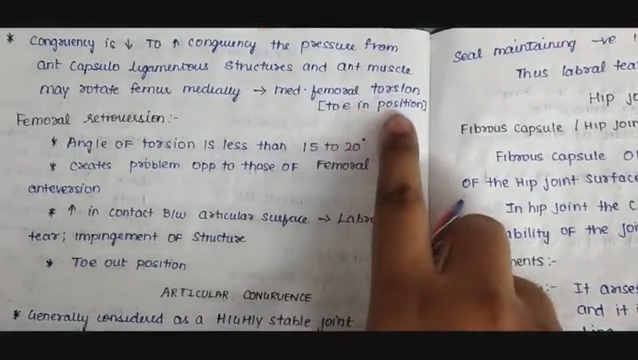 * Congruency is ↓ To ↑ congruency the pressure from
ant capsulo ligamentous structures and ant muscle
may rotate femur medially → med. femoral torsion
[toe in position]
Femoral retroversion:-
* Angle of torsion is less than 15 to 20°
* Creates problem opp to those of Femoral
anteversion
* ↑ in contact B/w articular surface →
tear; impingement of structure
* Toe out position
ARTICULAR CONGRUENCE
* Generally considered as a HIGHly stable joint
Seal maintaining -ve
Thus labral tear
Hip jo
Fibrous capsule / Hip join
Fibrous capsule o
of the Hip joint surface
In hip joint the c
ability of the joi
ments:-
It arises
and it i